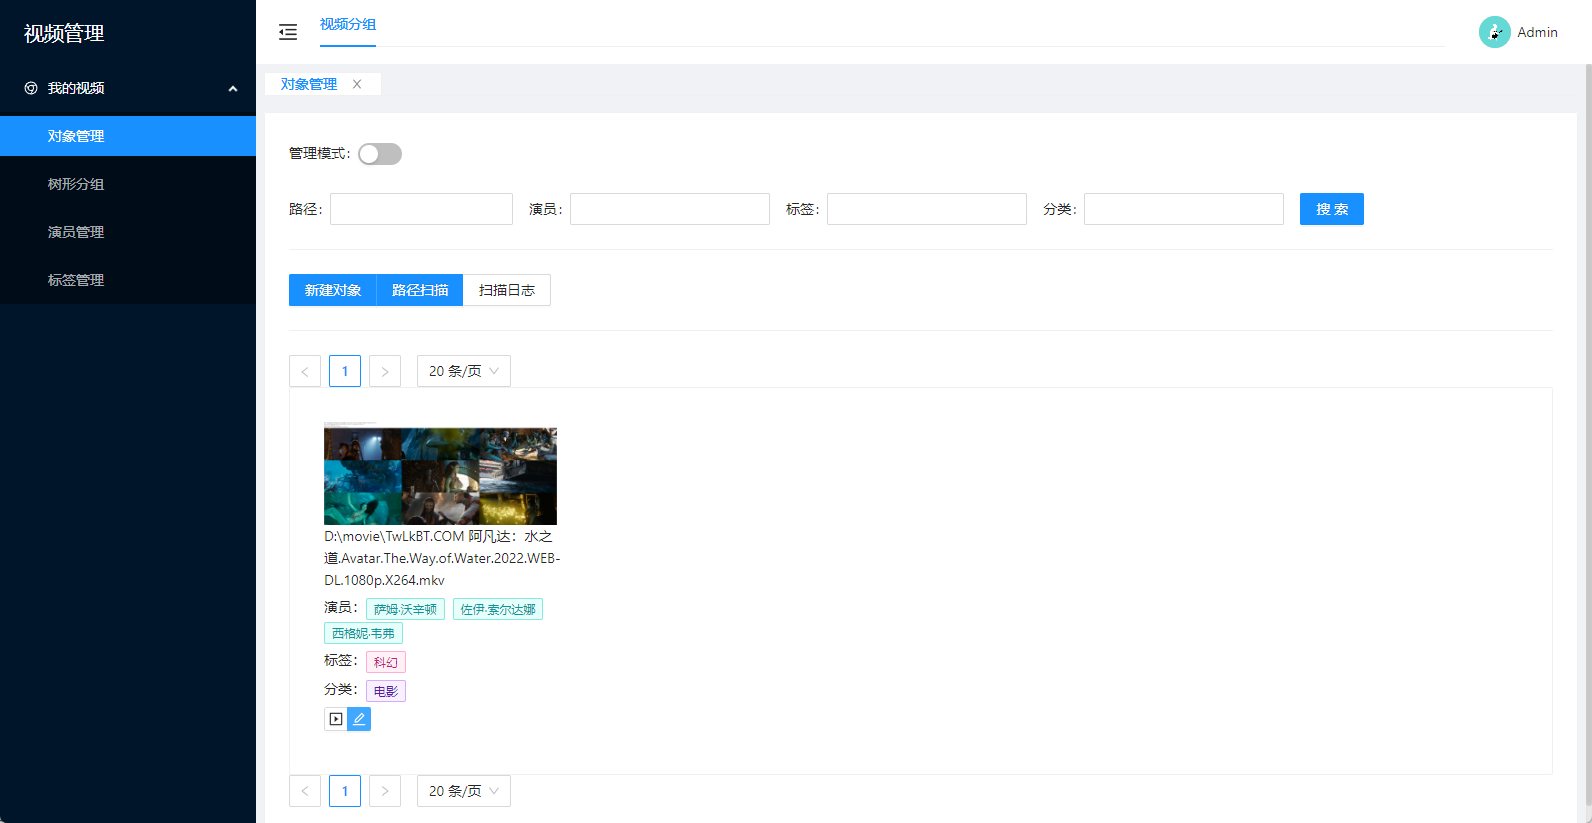 视频管理
视频分组
Admin
我的视频
对象管理
树形分组
演员管理
标签管理
对象管理
管理模式：
路径：
演员：
标签：
分类：
搜 索
新建对象
路径扫描
扫描日志
1
20 条/页
D:\movie\TwLkBT.COM 阿凡达：水之
道.Avatar.The.Way.of.Water.2022.WEB-
DL.1080p.X264.mkv
演员： 萨姆·沃辛顿 佐伊·索尔达娜
西格妮·韦弗
标签： 科幻
分类： 电影
1
20 条/页